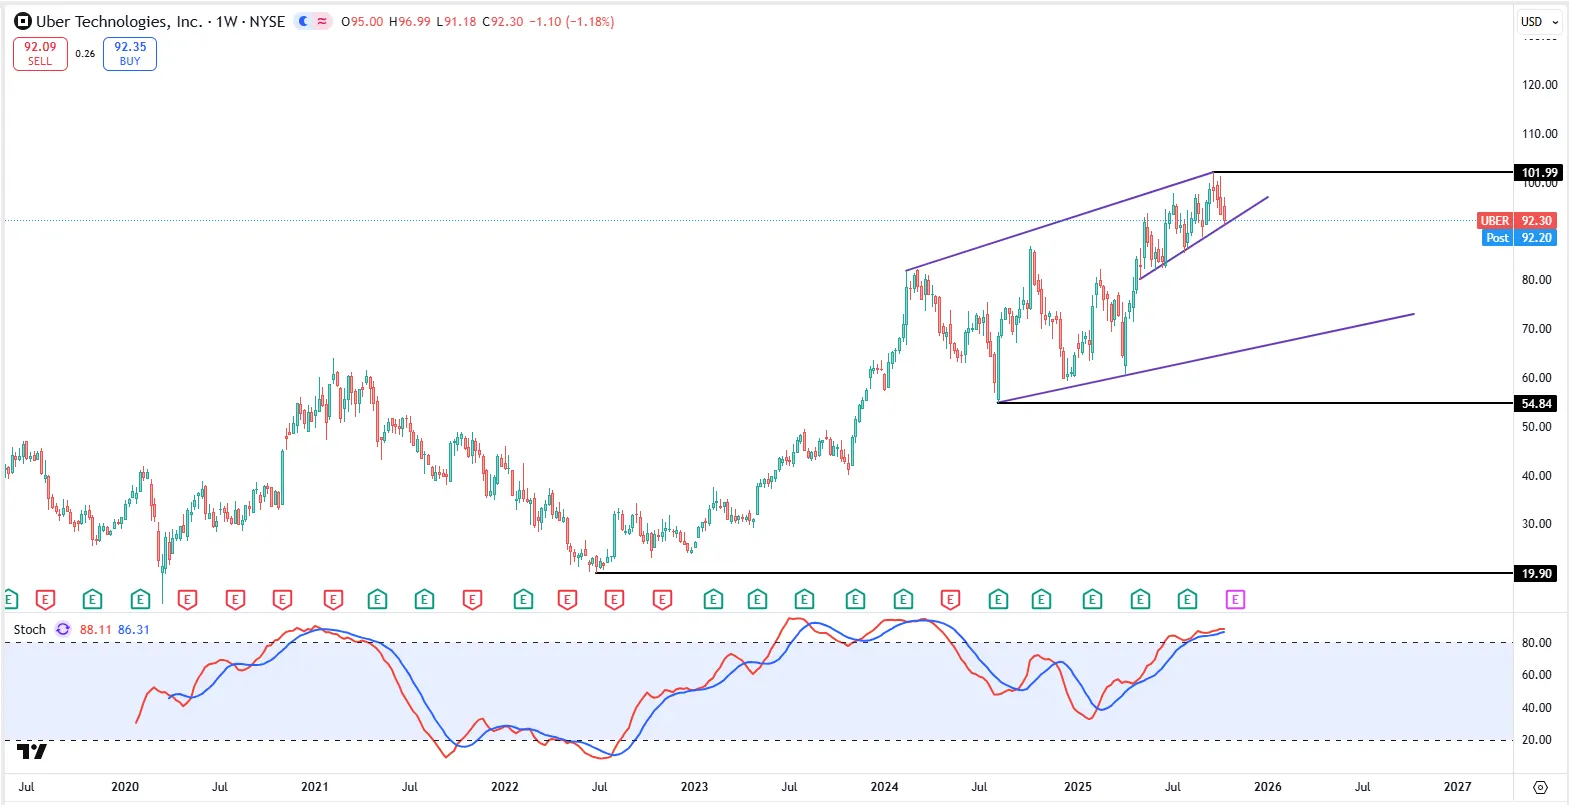 Uber Technologies, Inc. · 1W · NYSE O95.00 H96.99 L91.18 C92.30 −1.10 (−1.18%)
USD
92.09
SELL
0.26
92.35
BUY
120.00
110.00
101.99
100.00
UBER 92.30
Post 92.20
80.00
70.00
60.00
54.84
50.00
40.00
30.00
19.90
E E E E E E E E E E E E E E E E E E E E E E E E E E E
Stoch 88.11 86.31
80.00
60.00
40.00
20.00
Jul 2020 Jul 2021 Jul 2022 Jul 2023 Jul 2024 Jul 2025 Jul 2026 Jul 2027